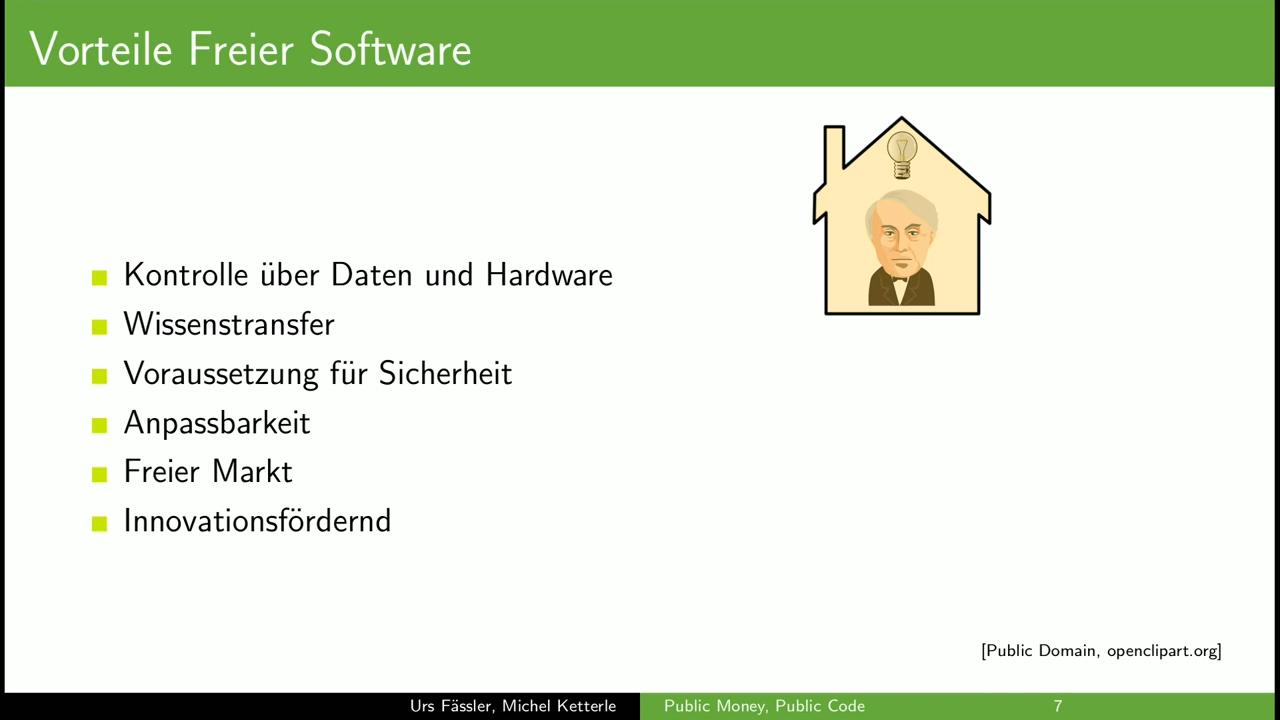 Vorteile Freier Software
Kontrolle über Daten und Hardware
Wissenstransfer
Voraussetzung für Sicherheit
Anpassbarkeit
Freier Markt
Innovationsfördernd
[Public Domain, openclipart.org]
Urs Fässler, Michel Ketterle
Public Money, Public Code
7